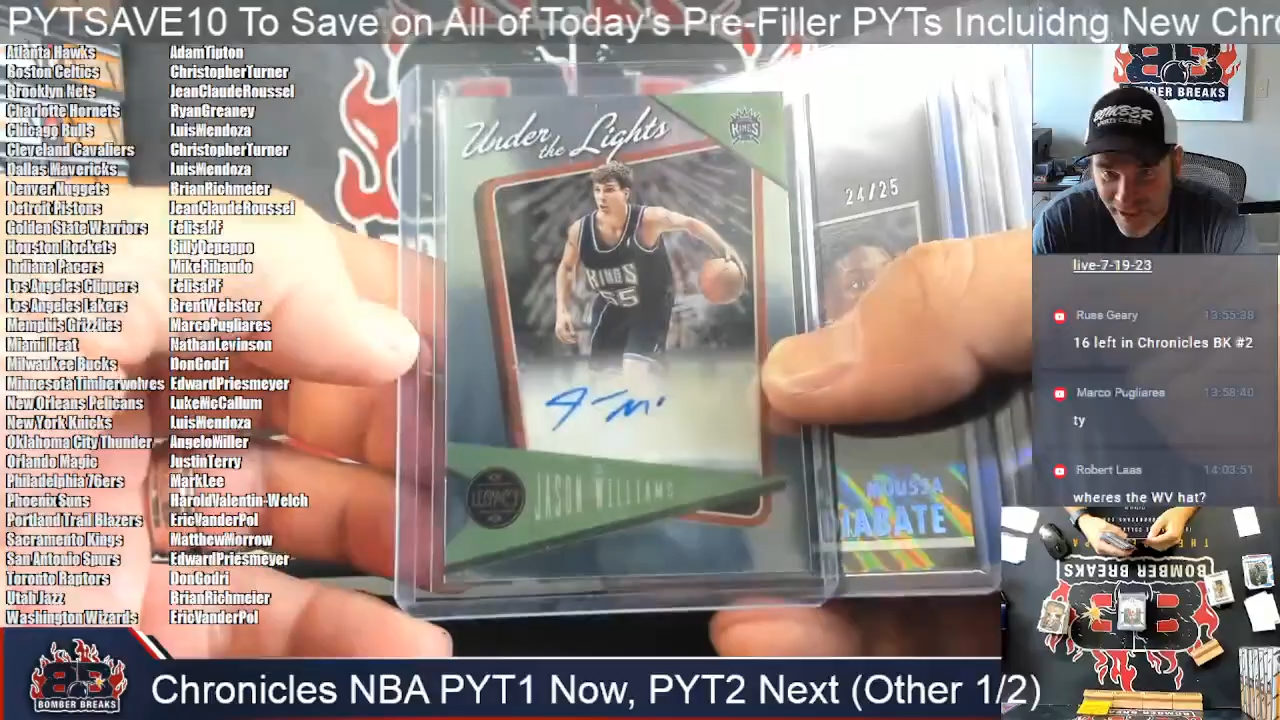 PYTSAVE10 To Save on All of Today's Pre-Filler PYTs Incluidng New Chro
Atlanta Hawks AdamTipton
Boston Celtics ChristopherTurner
Brooklyn Nets JeanClaudeRoussel
Charlotte Hornets RyanGreaney
Chicago Bulls LuisMendoza
Cleveland Cavaliers ChristopherTurner
Dallas Mavericks LuisMendoza
Denver Nuggets BrianRichmeier
Detroit Pistons JeanClaudeRoussel
Golden State Warriors FelisaPF
Houston Rockets BillyDepeppo
Indiana Pacers MikeRibaudo
Los Angeles Clippers FelisaPF
Los Angeles Lakers BrentWebster
Memphis Grizzlies MarcoPugliares
Miami Heat NathanLevinson
Milwaukee Bucks DonGodri
Minnesota Timberwolves EdwardPriesmeyer
New Orleans Pelicans LukeMcCallum
New York Knicks LuisMendoza
Oklahoma City Thunder AngeloMiller
Orlando Magic JustinTerry
Philadelphia 76ers MarkLee
Phoenix Suns HaroldValentin-Welch
Portland Trail Blazers EricVanderPol
Sacramento Kings MatthewMorrow
San Antonio Spurs EdwardPriesmeyer
Toronto Raptors DonGodri
Utah Jazz BrianRichmeier
Washington Wizards EricVanderPol
Under the Lights
KINGS
KINGS
55
LEGACY
JASON WILLIAMS
24/25
MOUSSA
DIABATE
BOMBER BREAKS
BOMBER
live-7-19-23
Russ Geary 13:55:38
16 left in Chronicles BK #2
Marco Pugliares 13:58:40
ty
Robert Laas 14:03:51
wheres the WV hat?
BOMBER BREAKS
BOMBER BREAKS
Chronicles NBA PYT1 Now, PYT2 Next (Other 1/2)